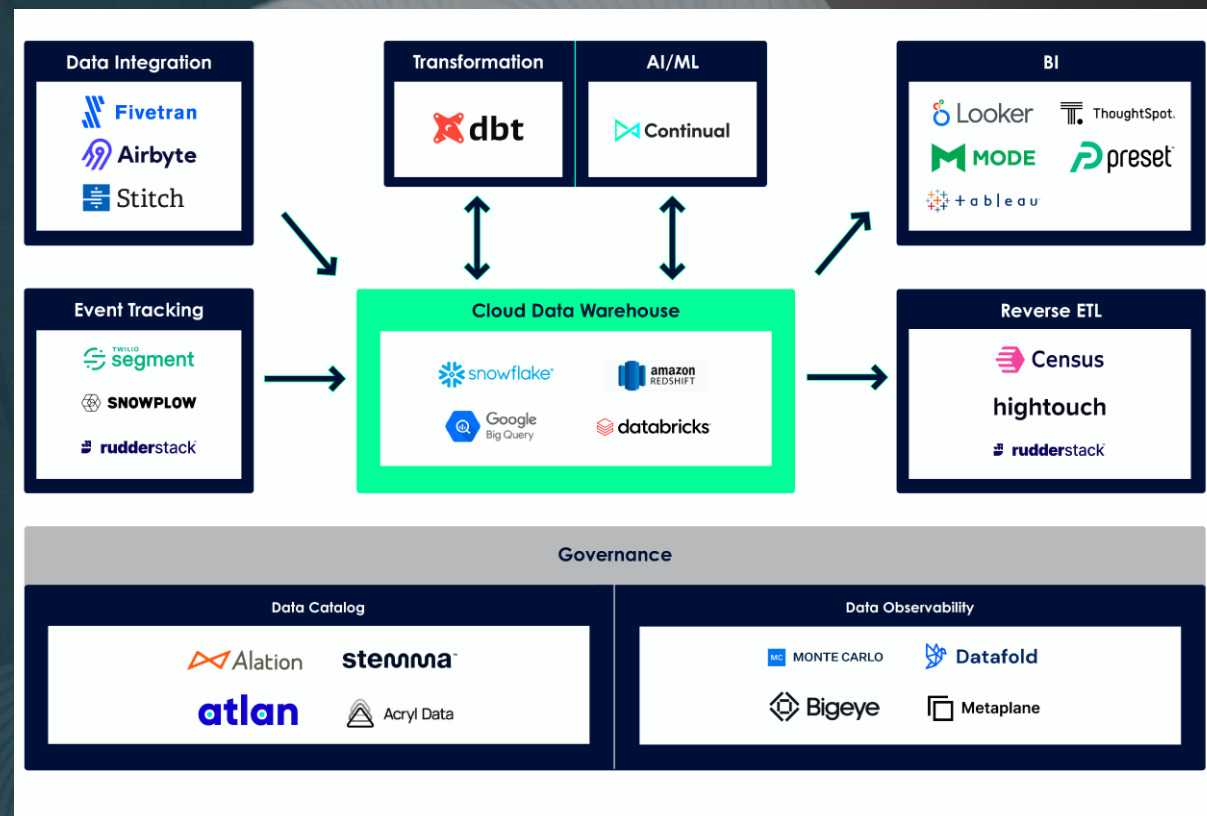 Data Integration
Fivetran
Airbyte
Stitch
Transformation
dbt
AI/ML
Continual
BI
Looker
ThoughtSpot.
MODE
preset
+ableau
Event Tracking
TWILIO
segment
SNOWPLOW
rudderstack
Cloud Data Warehouse
snowflake
amazon
REDSHIFT
Google
Big Query
databricks
Reverse ETL
Census
hightouch
rudderstack
Governance
Data Catalog
Alation
stemma
atlan
Acryl Data
Data Observability
MC MONTE CARLO
Datafold
Bigeye
Metaplane